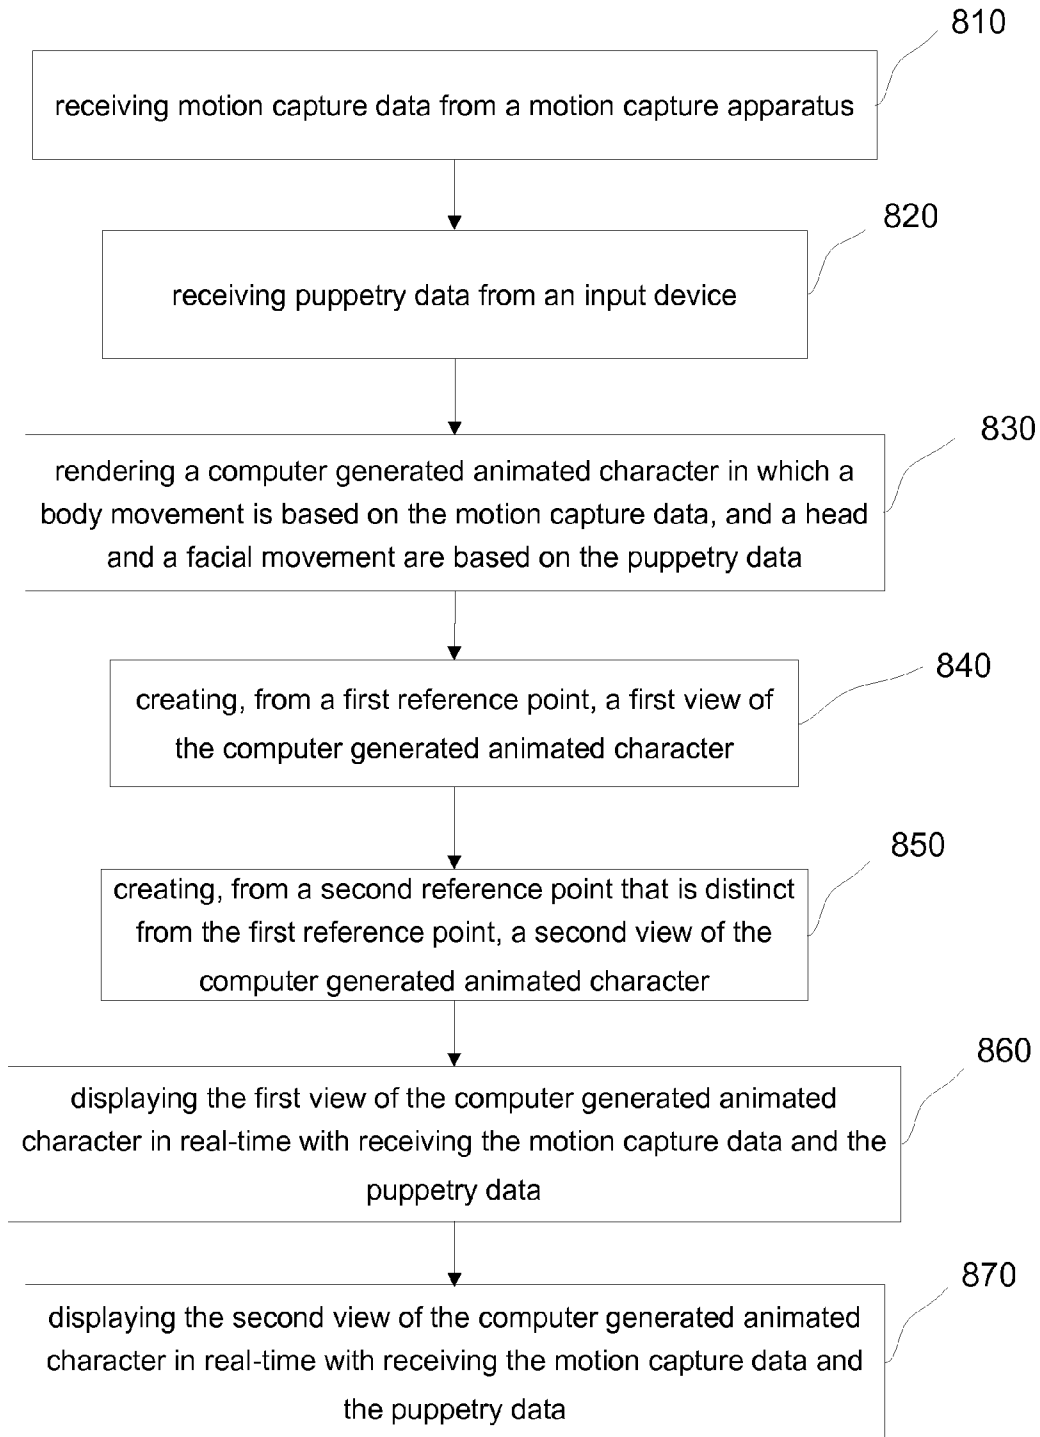 810
receiving motion capture data from a motion capture apparatus
820
receiving puppetry data from an input device
830
rendering a computer generated animated character in which a
body movement is based on the motion capture data, and a head
and a facial movement are based on the puppetry data
840
creating, from a first reference point, a first view of
the computer generated animated character
850
creating, from a second reference point that is distinct
from the first reference point, a second view of the
computer generated animated character
860
displaying the first view of the computer generated animated
character in real-time with receiving the motion capture data and the
puppetry data
870
displaying the second view of the computer generated animated
character in real-time with receiving the motion capture data and
the puppetry data